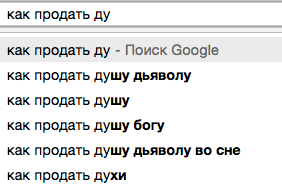 как продать ду
как продать ду - Поиск Google
как продать душу дьяволу
как продать душу
как продать душу богу
как продать душу дьяволу во сне
как продать духи